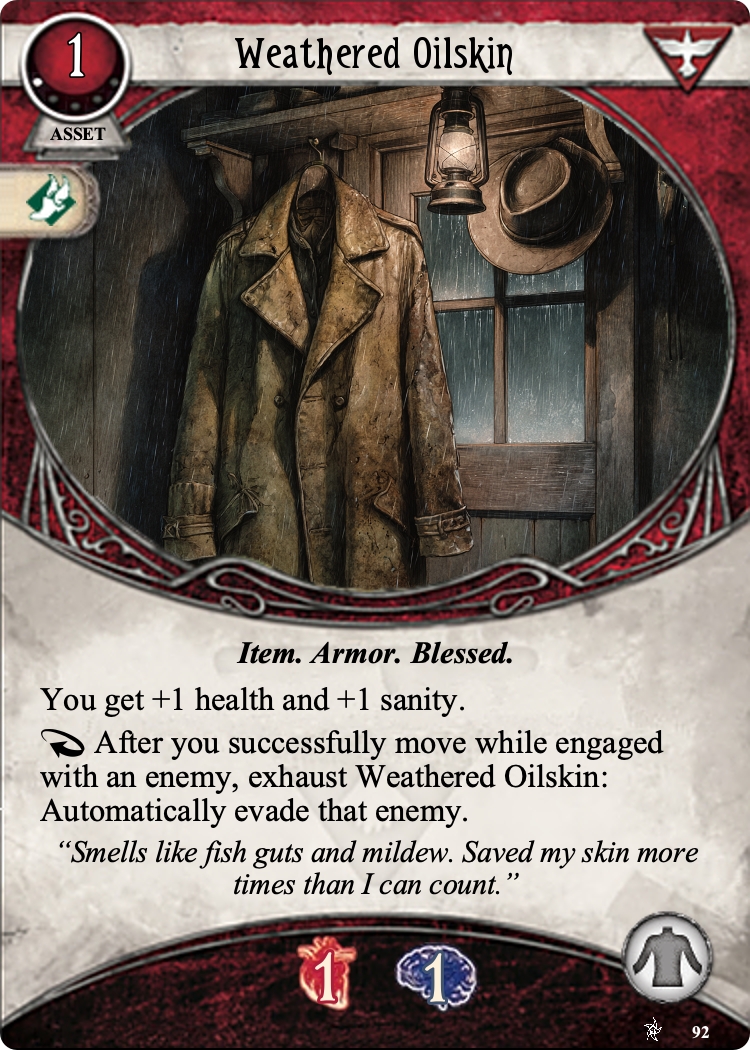 1
Weathered Oilskin
ASSET
Item. Armor. Blessed.
You get +1 health and +1 sanity.
After you successfully move while engaged
with an enemy, exhaust Weathered Oilskin:
Automatically evade that enemy.
“Smells like fish guts and mildew. Saved my skin more
times than I can count.”
1 1
92